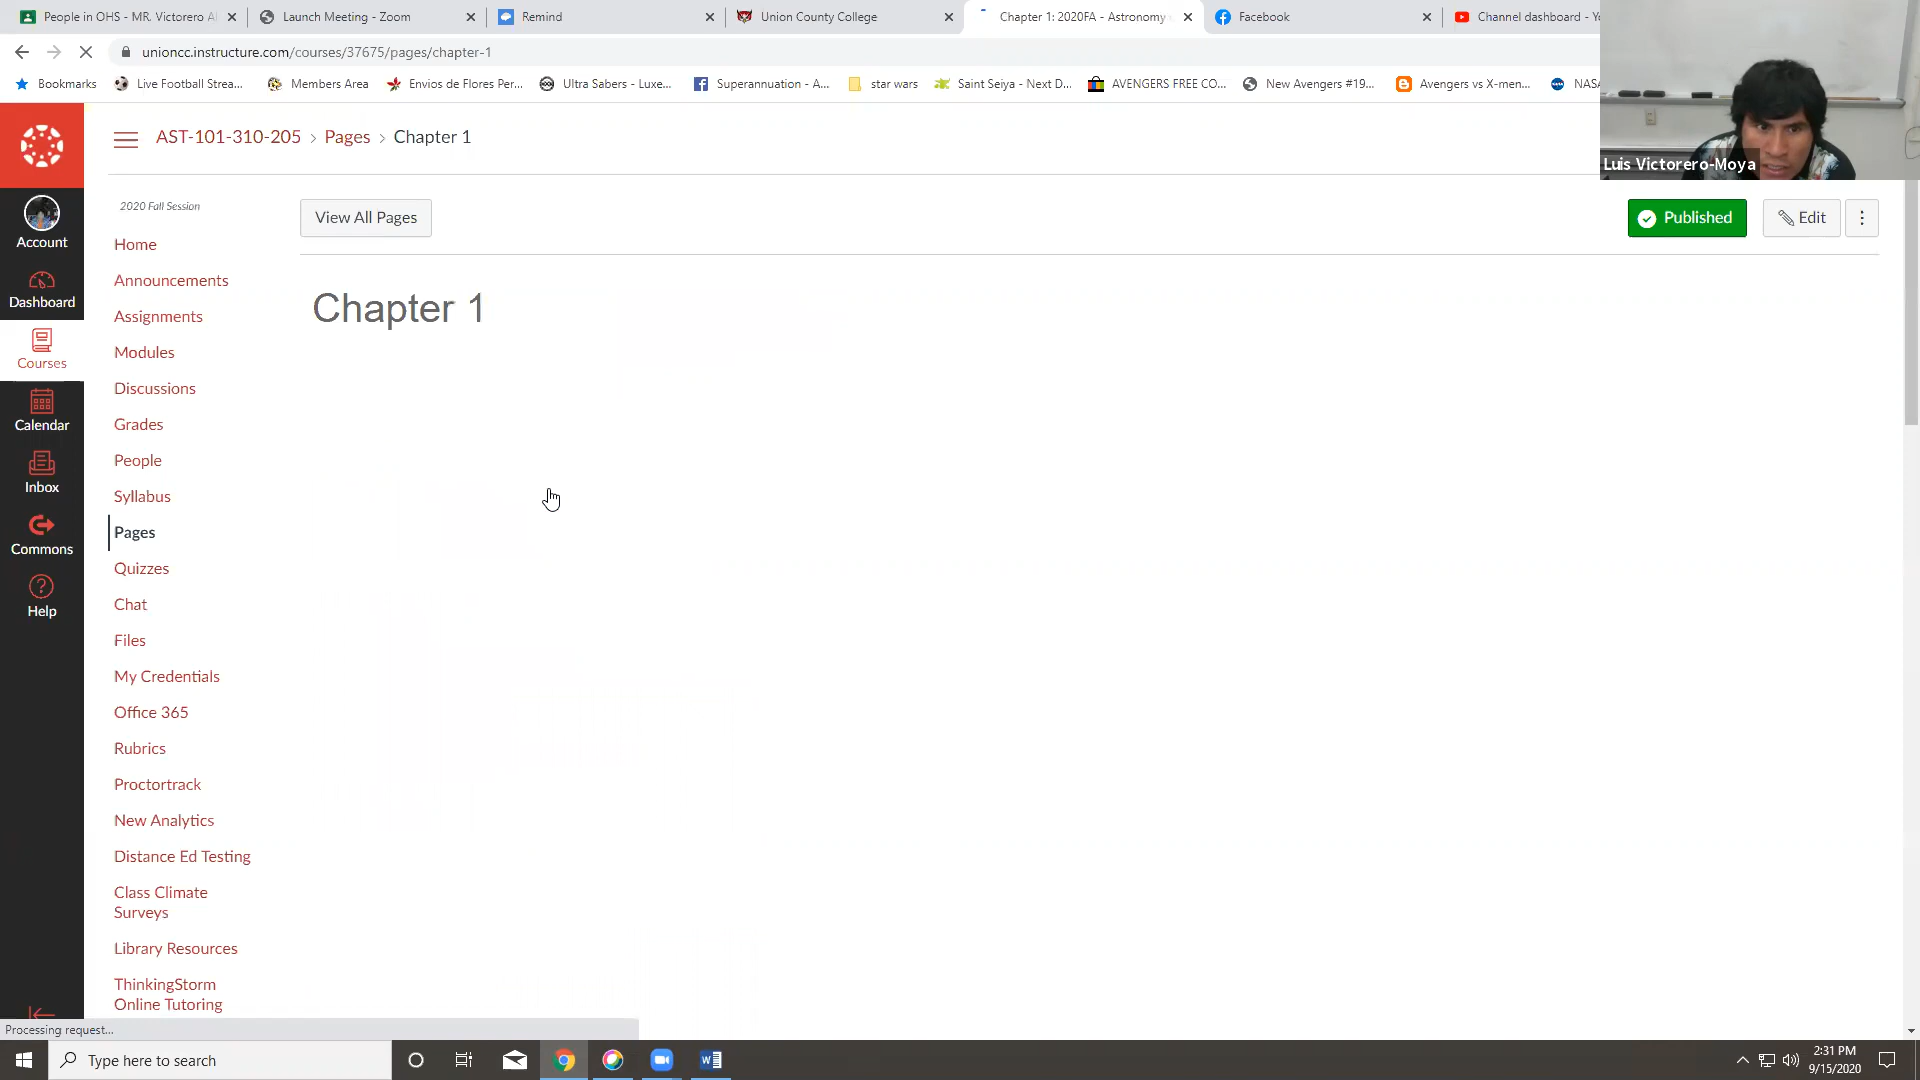 People in OHS - MR. Victorero Al
Launch Meeting - Zoom
Remind
Union County College
Chapter 1: 2020FA - Astronomy
Facebook
Channel dashboard - Yo
unioncc.instructure.com/courses/37675/pages/chapter-1
Bookmarks
Live Football Strea...
Members Area
Envios de Flores Per...
Ultra Sabers - Luxe...
Superannuation - A...
star wars
Saint Seiya - Next D...
AVENGERS FREE CO...
New Avengers #19...
Avengers vs X-men...
NASA
Luis Victorero-Moya
AST-101-310-205 > Pages > Chapter 1
Account
Dashboard
Courses
Calendar
Inbox
Commons
Help
2020 Fall Session
Home
Announcements
Assignments
Modules
Discussions
Grades
People
Syllabus
Pages
Quizzes
Chat
Files
My Credentials
Office 365
Rubrics
Proctortrack
New Analytics
Distance Ed Testing
Class Climate
Surveys
Library Resources
ThinkingStorm
Online Tutoring
View All Pages
Published
Edit
Chapter 1
Processing request...
Type here to search
2:31 PM
9/15/2020